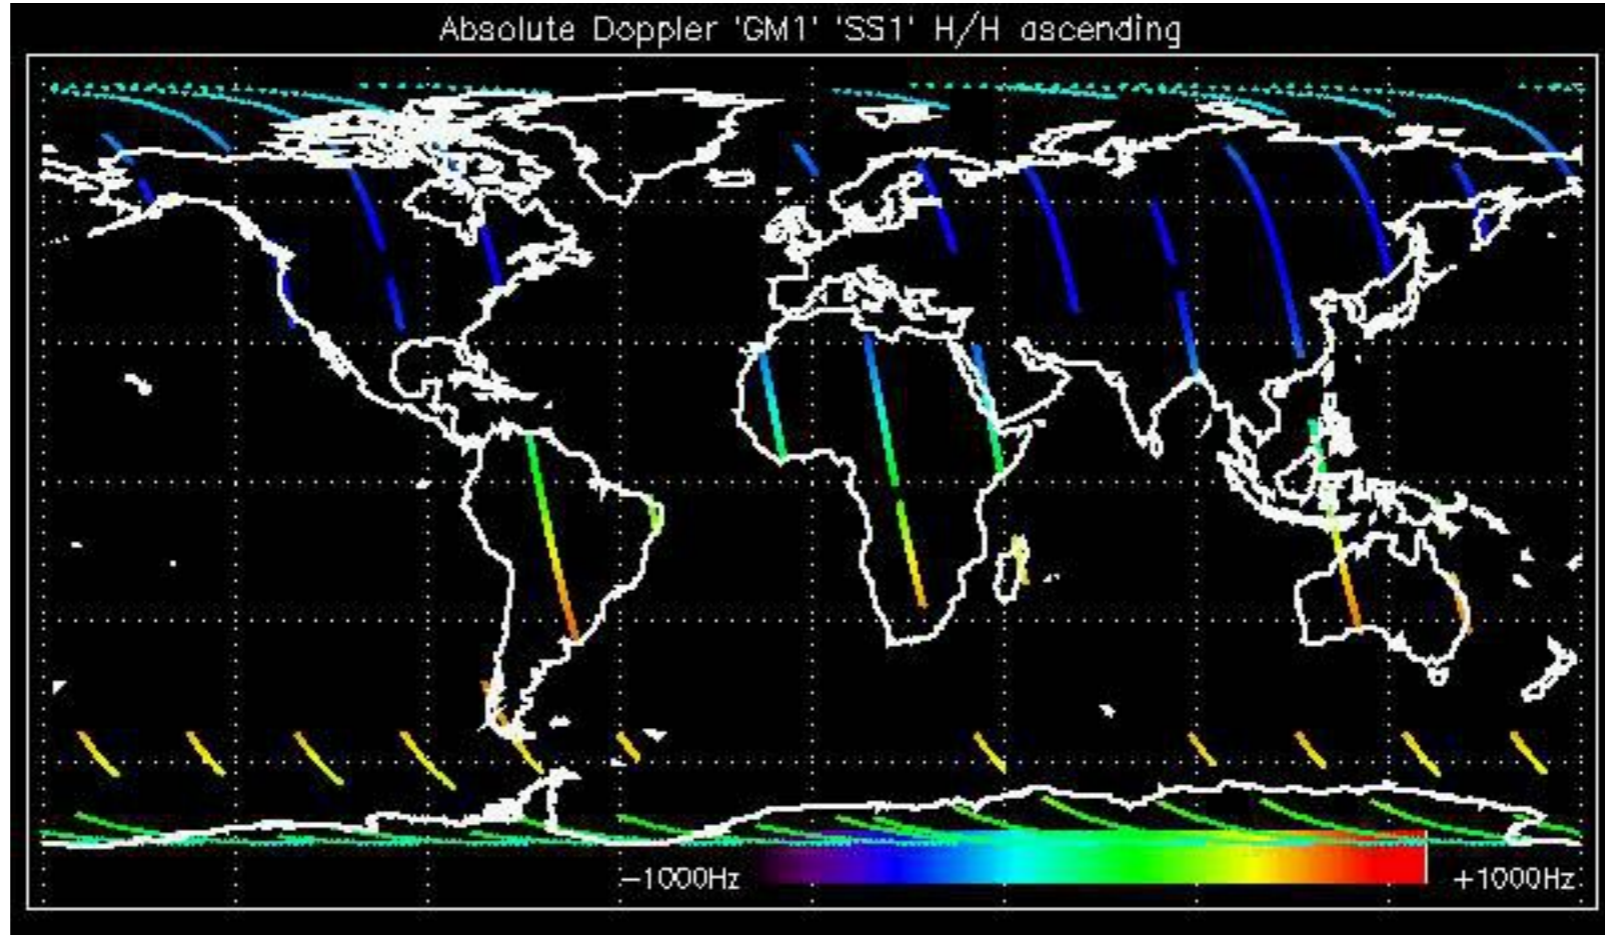 Absolute Doppler 'GM1' 'SS1' H/H ascending
−1000Hz +1000Hz